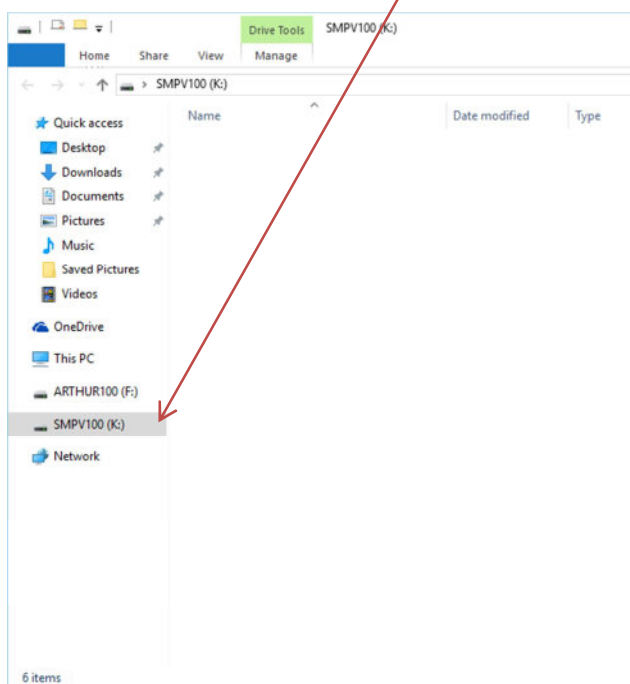 Drive Tools SMPV100 (K:)
Home Share View Manage
SMPV100 (K:)
Name Date modified Type
Quick access
Desktop
Downloads
Documents
Pictures
Music
Saved Pictures
Videos
OneDrive
This PC
ARTHUR100 (F:)
SMPV100 (K:)
Network
6 items